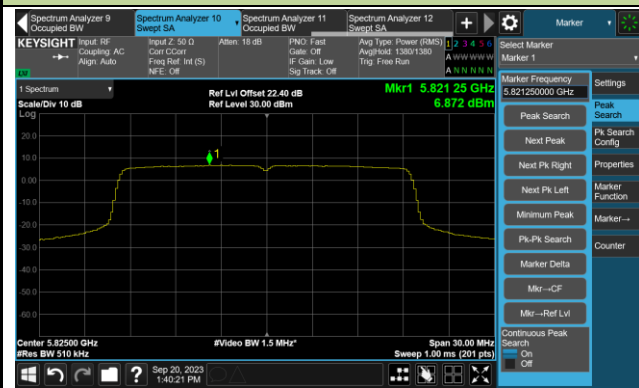 Spectrum Analyzer 9
Occupied BW
Spectrum Analyzer 10
Swept SA
Spectrum Analyzer 11
Occupied BW
Spectrum Analyzer 12
Swept SA
+
Marker
KEYSIGHT
Input: RF
Coupling: AC
Align: Auto
Input Z: 50 Ω
Corr CCorr
Freq Ref: Int (S)
NFE: Off
Atten: 18 dB
PNO: Fast
Gate: Off
IF Gain: Low
Sig Track: Off
Avg Type: Power (RMS)
Avg|Hold: 1380/1380
Trig: Free Run
1 2 3 4 5 6
A W W W W W
A N N N N N
LV
Select Marker
Marker 1
1 Spectrum
Scale/Div 10 dB
Log
Ref Lvl Offset 22.40 dB
Ref Level 30.00 dBm
Mkr1 5.821 25 GHz
6.872 dBm
1
20.0
10.0
0.00
-10.0
-20.0
-30.0
-40.0
-50.0
-60.0
Center 5.82500 GHz
#Res BW 510 kHz
#Video BW 1.5 MHz*
Span 30.00 MHz
Sweep 1.00 ms (201 pts)
Marker Frequency
5.821250000 GHz
Peak Search
Next Peak
Next Pk Right
Next Pk Left
Minimum Peak
Pk-Pk Search
Marker Delta
Mkr→CF
Mkr→Ref Lvl
Continuous Peak
Search
On
Off
Settings
Peak
Search
Pk Search
Config
Properties
Marker
Function
Marker→
Counter
?
Sep 20, 2023
1:40:21 PM